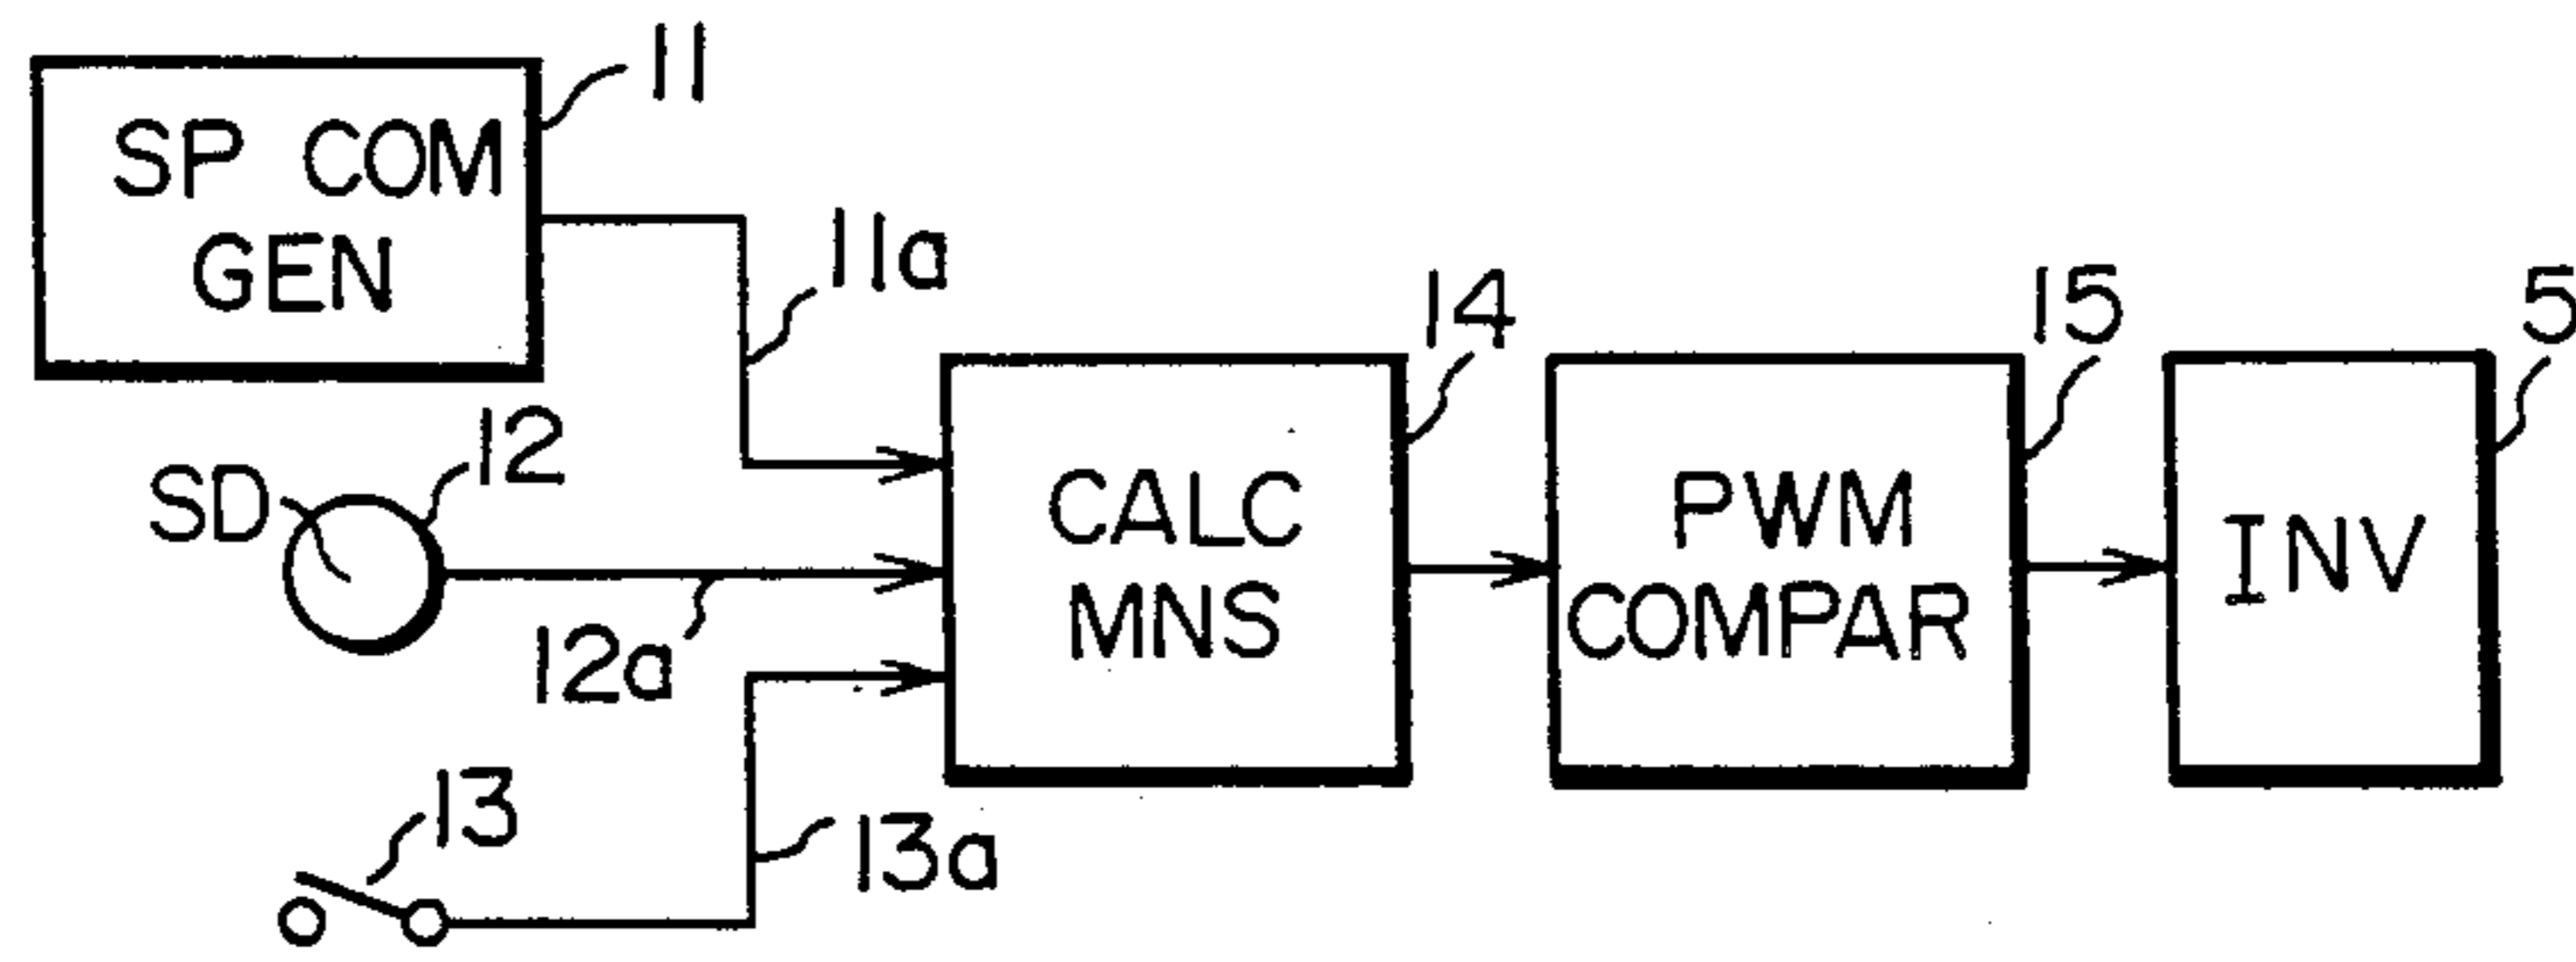 11
SP COM
GEN
11a
14
15
5
12
SD
CALC
MNS
PWM
COMPAR
INV
12a
13
13a